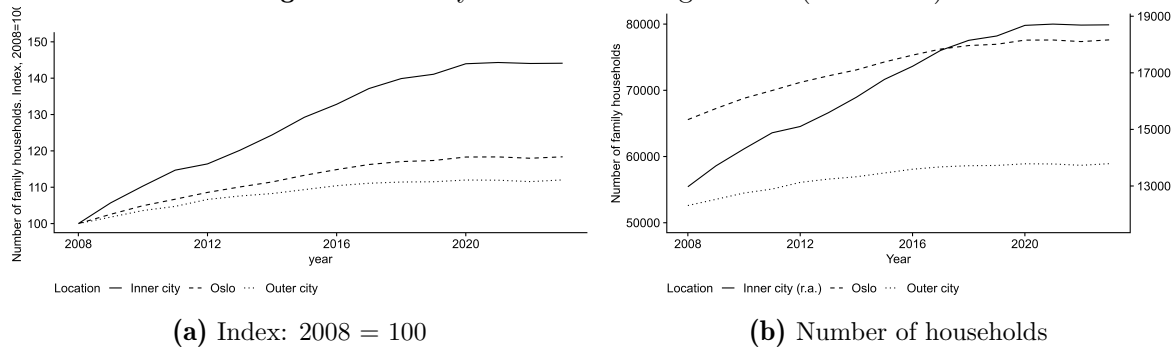 Number of family households. Index, 2008=100
150
140
130
120
110
100
2008
2012
2016
2020
year
Location Inner city Oslo Outer city
(a) Index: 2008 = 100
Number of family households
80000
70000
60000
50000
19000
17000
15000
13000
2008
2012
2016
2020
Year
Location Inner city (r.a.) Oslo Outer city
(b) Number of households